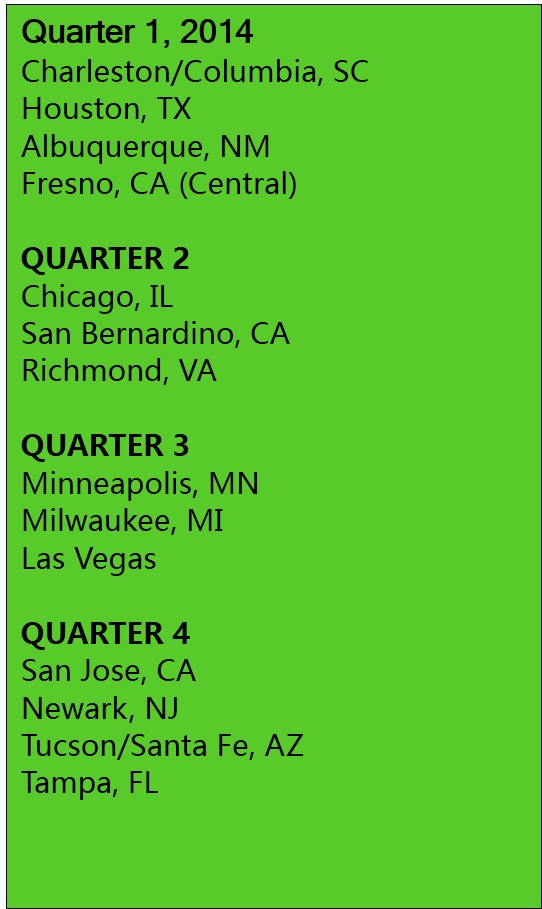 Quarter 1, 2014
Charleston/Columbia, SC
Houston, TX
Albuquerque, NM
Fresno, CA (Central)
QUARTER 2
Chicago, IL
San Bernardino, CA
Richmond, VA
QUARTER 3
Minneapolis, MN
Milwaukee, MI
Las Vegas
QUARTER 4
San Jose, CA
Newark, NJ
Tucson/Santa Fe, AZ
Tampa, FL